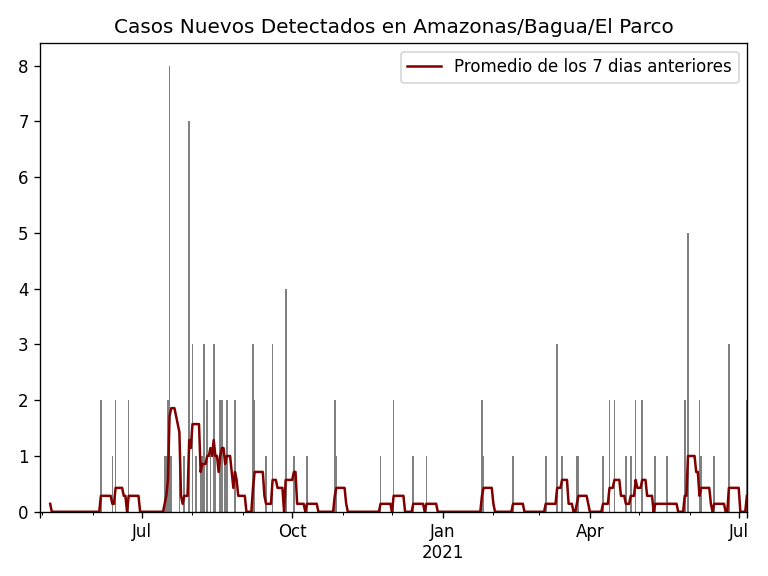 Casos Nuevos Detectados en Amazonas/Bagua/El Parco
Promedio de los 7 dias anteriores
8
7
6
5
4
3
2
1
0
Jul
Oct
Jan
2021
Apr
Jul